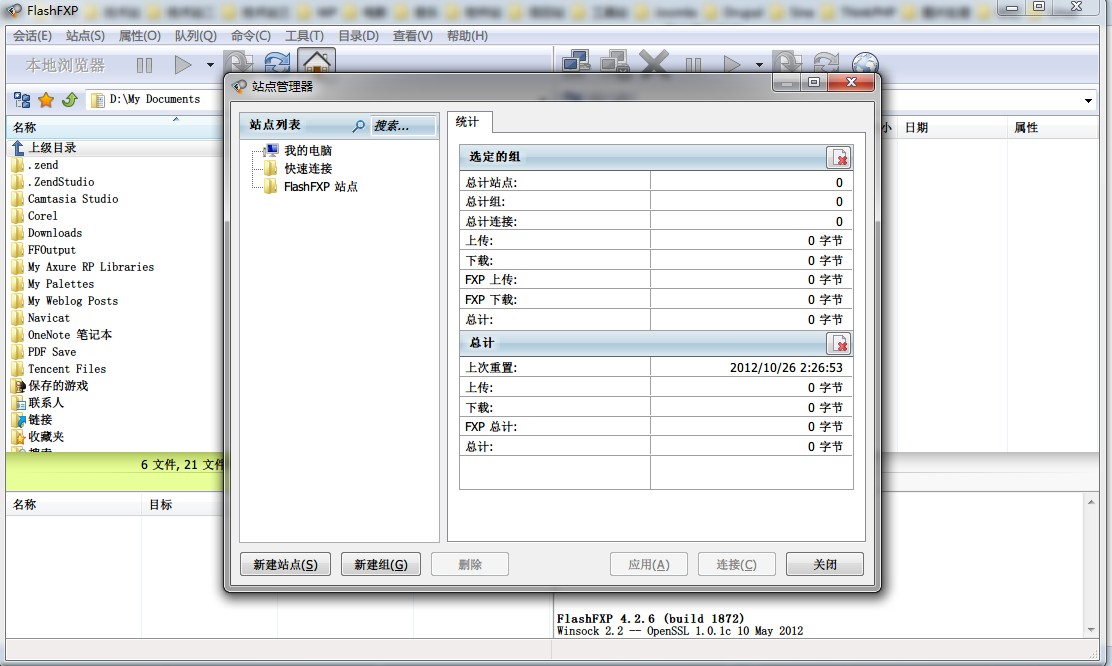 FlashFXP
会话(E) 站点(S) 属性(O) 队列(Q) 命令(C) 工具(T) 目录(D) 查看(V) 帮助(H)
本地浏览器
D:\My Documents
名称
上级目录
.zend
.ZendStudio
Camtasia Studio
Corel
Downloads
FFOutput
My Axure RP Libraries
My Palettes
My Weblog Posts
Navicat
OneNote 笔记本
PDF Save
Tencent Files
保存的游戏
联系人
链接
收藏夹
6 文件, 21 文件
名称 目标
小 日期 属性
站点管理器
站点列表 搜索...
我的电脑
快速连接
FlashFXP 站点
统计
选定的组
总计站点: 0
总计组: 0
总计连接: 0
上传: 0 字节
下载: 0 字节
FXP 上传: 0 字节
FXP 下载: 0 字节
总计: 0 字节
总计
上次重置: 2012/10/26 2:26:53
上传: 0 字节
下载: 0 字节
FXP 总计: 0 字节
总计: 0 字节
新建站点(S) 新建组(G) 删除 应用(A) 连接(C) 关闭
FlashFXP 4.2.6 (build 1872)
Winsock 2.2 -- OpenSSL 1.0.1c 10 May 2012